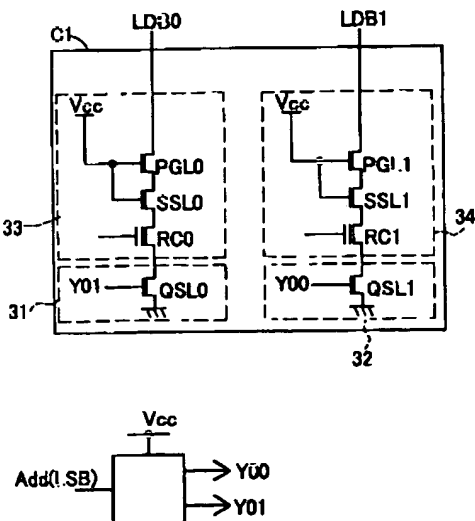 LDB0 LDB1
C1
Vcc Vcc
PGL0 PGL1
SSL0 SSL1
33 RC0 RC1 34
31 Y01 QSL0 Y00 QSL1
32
Vcc
Add(LSB) Y00
Y01